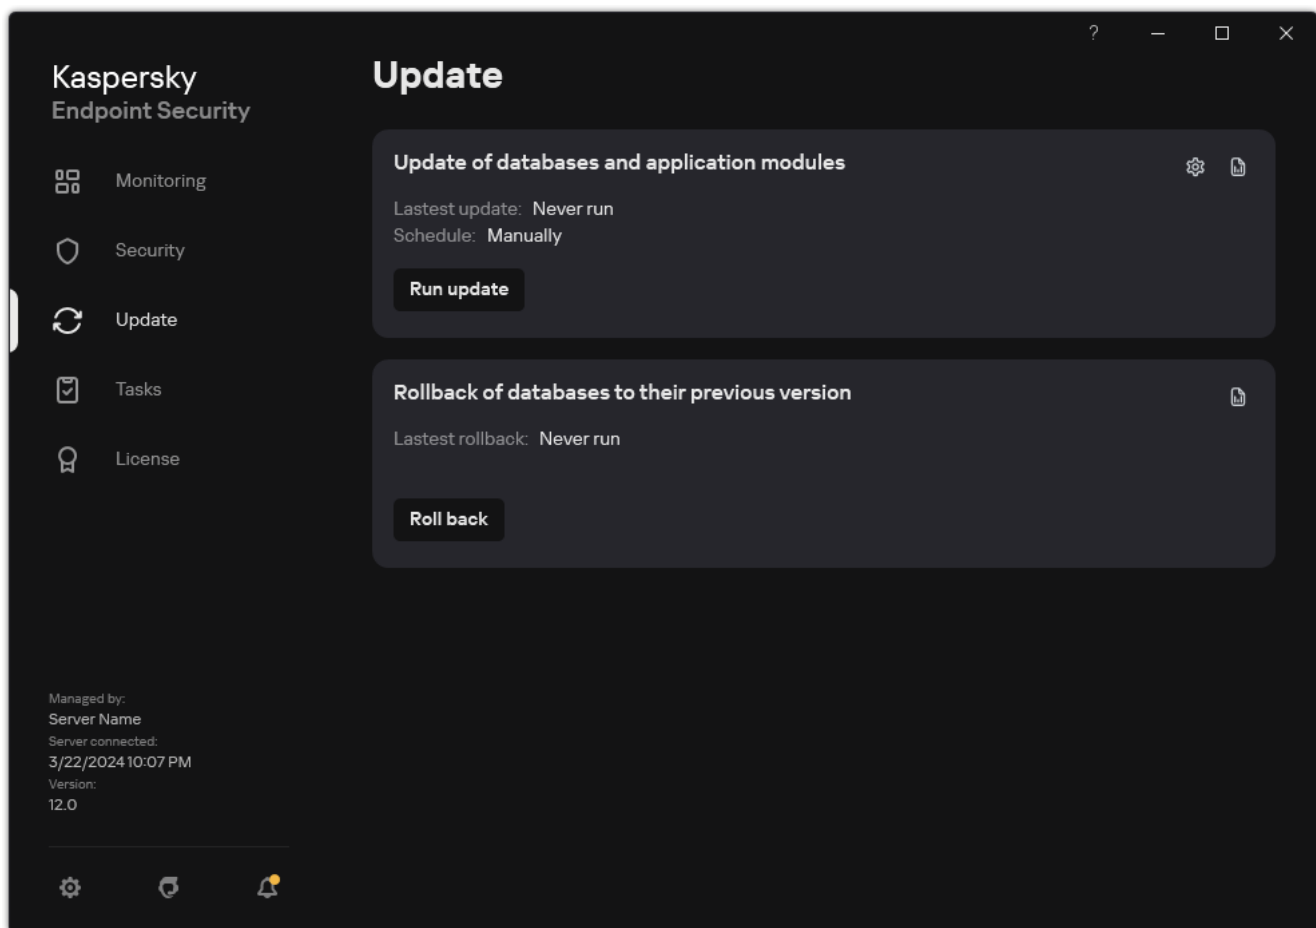 ?
Kaspersky
Endpoint Security
Monitoring
Security
Update
Tasks
License
Managed by:
Server Name
Server connected:
3/22/2024 10:07 PM
Version:
12.0
Update
Update of databases and application modules
Lastest update: Never run
Schedule: Manually
Run update
Rollback of databases to their previous version
Lastest rollback: Never run
Roll back